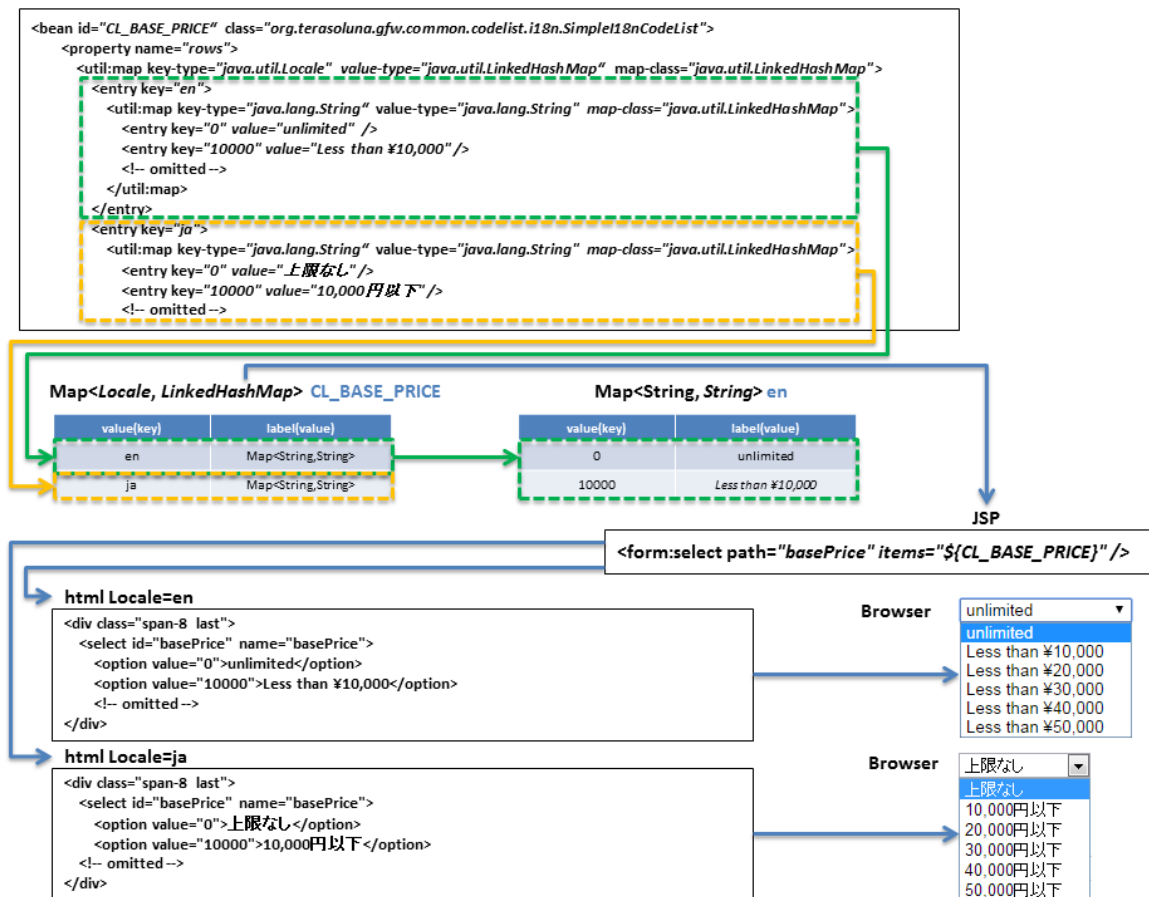 <bean id="CL_BASE_PRICE“ class="org.terasoluna.gfw.common.codelist.i18n.SimpleI18nCodeList">
<property name="rows">
<util:map key-type="java.util.Locale" value-type="java.util.LinkedHashMap“ map-class="java.util.LinkedHashMap">
<entry key="en">
<util:map key-type="java.lang.String“ value-type="java.lang.String" map-class="java.util.LinkedHashMap">
<entry key="0" value="unlimited" />
<entry key="10000" value="Less than ¥10,000"/>
<!-- omitted -->
</util:map>
</entry>
<entry key="ja">
<util:map key-type="java.lang.String“ value-type="java.lang.String" map-class="java.util.LinkedHashMap">
<entry key="0" value="上限なし"/>
<entry key="10000" value="10,000円以下"/>
<!-- omitted -->
Map<Locale, LinkedHashMap> CL_BASE_PRICE
value(key) label(value)
en Map<String,String>
ja Map<String,String>
Map<String, String> en
value(key) label(value)
0 unlimited
10000 Less than ¥10,000
JSP
<form:select path="basePrice" items="${CL_BASE_PRICE}" />
html Locale=en
<div class="span-8 last">
<select id="basePrice" name="basePrice">
<option value="0">unlimited</option>
<option value="10000">Less than ¥10,000</option>
<!-- omitted -->
</div>
Browser
unlimited
unlimited
Less than ¥10,000
Less than ¥20,000
Less than ¥30,000
Less than ¥40,000
Less than ¥50,000
html Locale=ja
<div class="span-8 last">
<select id="basePrice" name="basePrice">
<option value="0">上限なし</option>
<option value="10000">10,000円以下</option>
<!-- omitted -->
</div>
Browser
上限なし
上限なし
10,000円以下
20,000円以下
30,000円以下
40,000円以下
50,000円以下